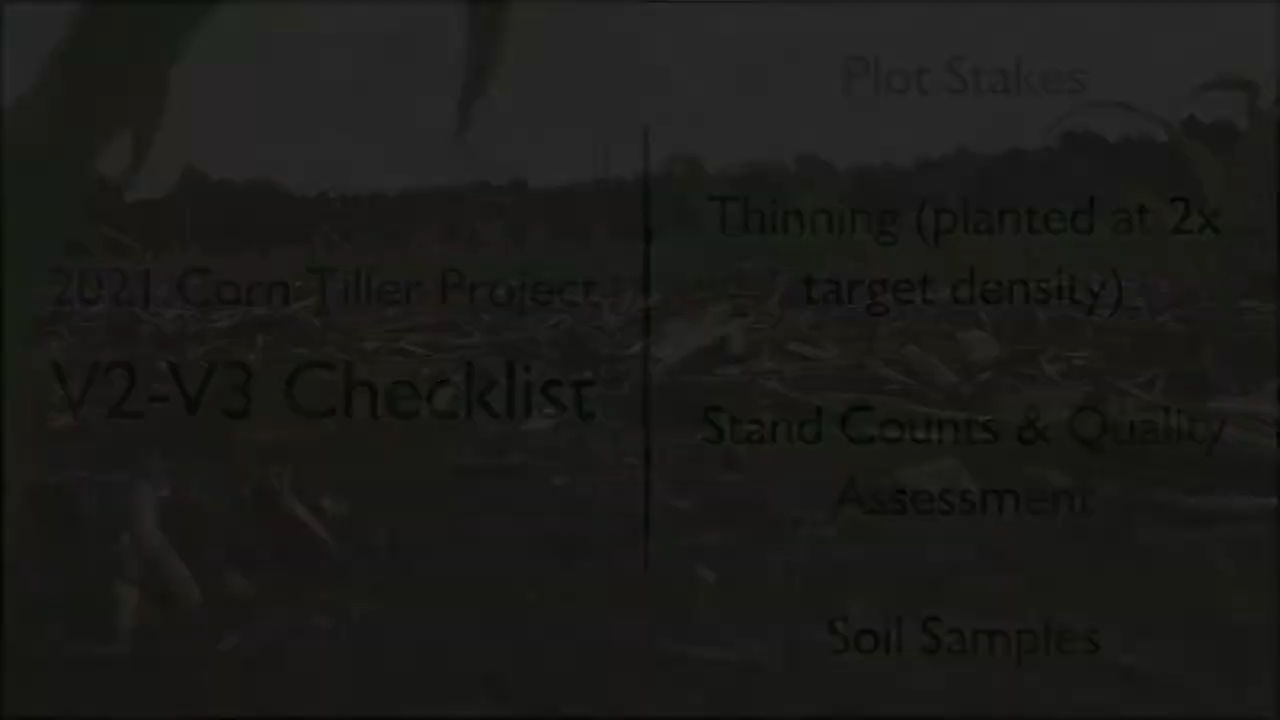 2021 Corn Tiller Project
V2-V3 Checklist
Plot Stakes
Thinning (planted at 2x
target density)
Stand Counts & Quality
Assessment
Soil Samples